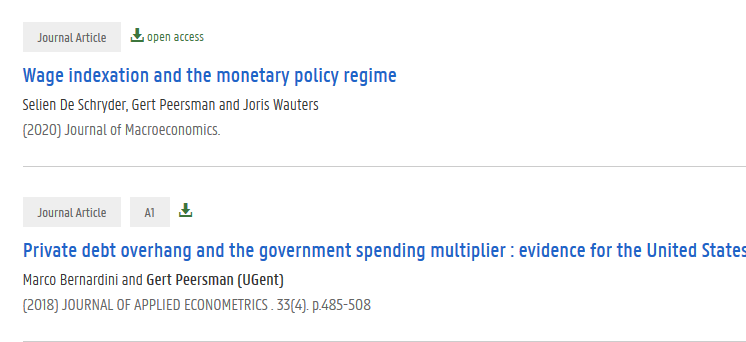 Journal Article open access
Wage indexation and the monetary policy regime
Selien De Schryder, Gert Peersman and Joris Wauters
(2020) Journal of Macroeconomics.
Journal Article A1
Private debt overhang and the government spending multiplier : evidence for the United States
Marco Bernardini and Gert Peersman (UGent)
(2018) JOURNAL OF APPLIED ECONOMETRICS . 33(4). p.485-508